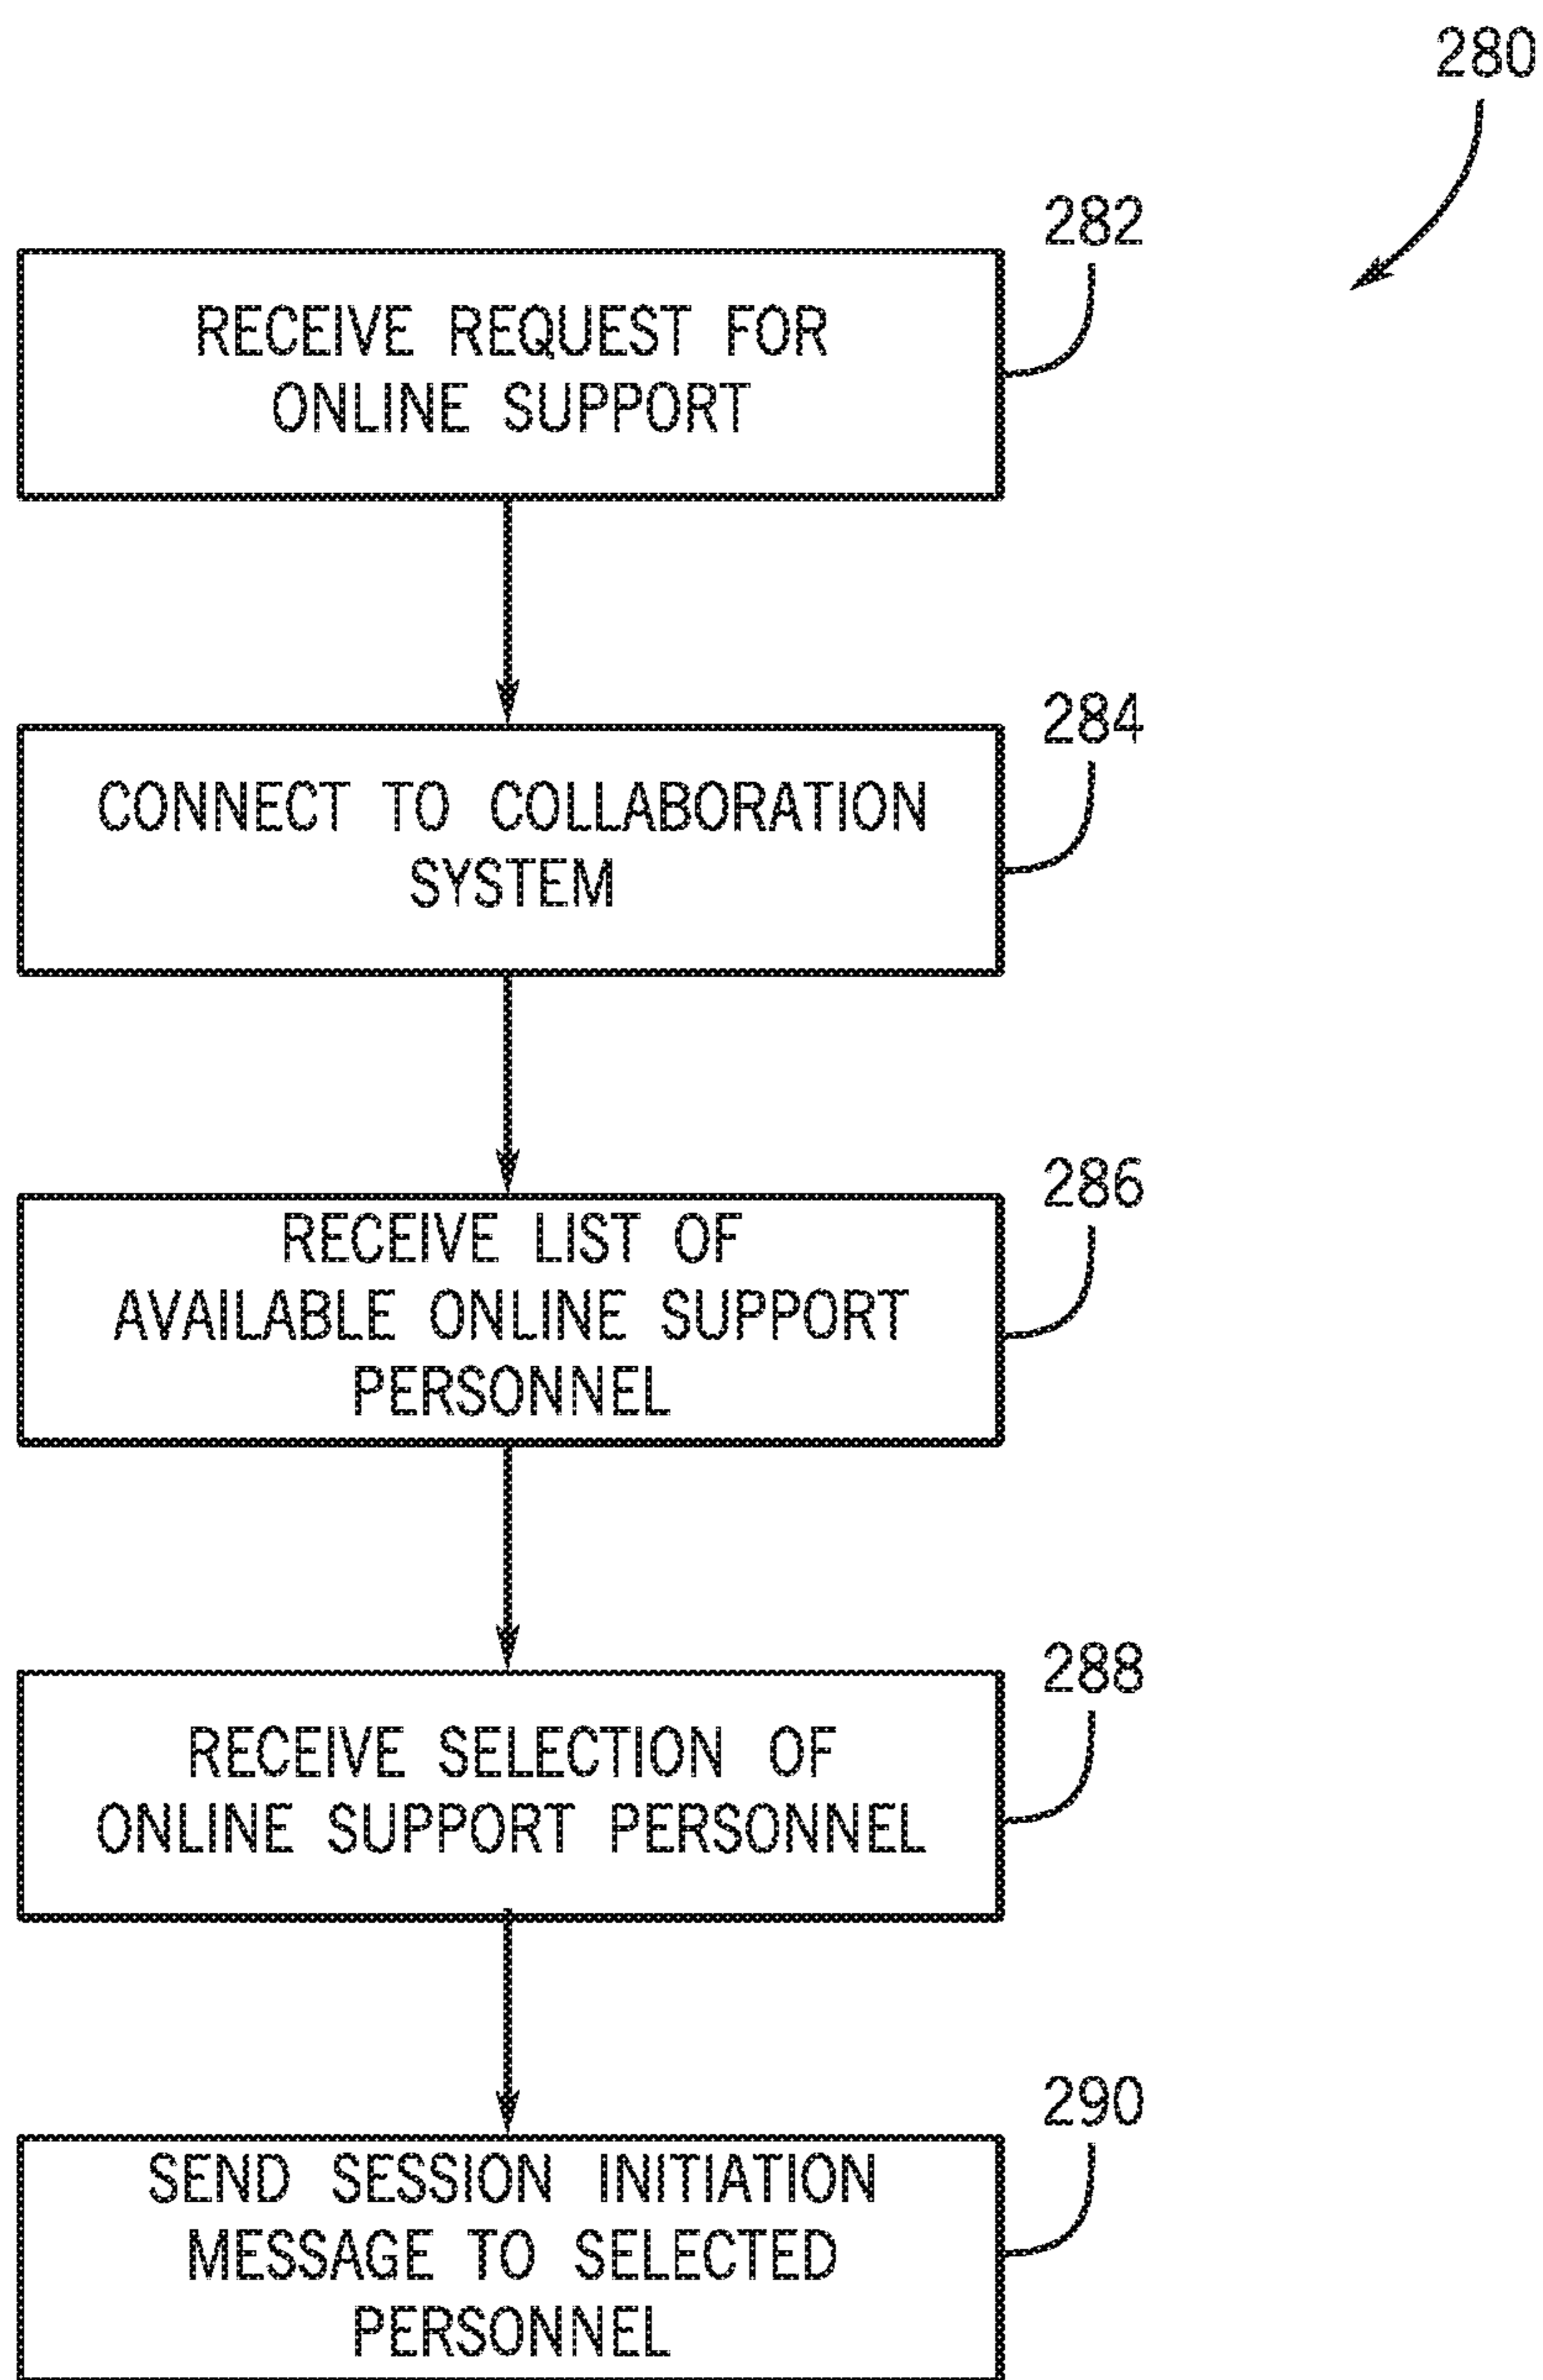 280
282
RECEIVE REQUEST FOR
ONLINE SUPPORT
284
CONNECT TO COLLABORATION
SYSTEM
286
RECEIVE LIST OF
AVAILABLE ONLINE SUPPORT
PERSONNEL
288
RECEIVE SELECTION OF
ONLINE SUPPORT PERSONNEL
290
SEND SESSION INITIATION
MESSAGE TO SELECTED
PERSONNEL